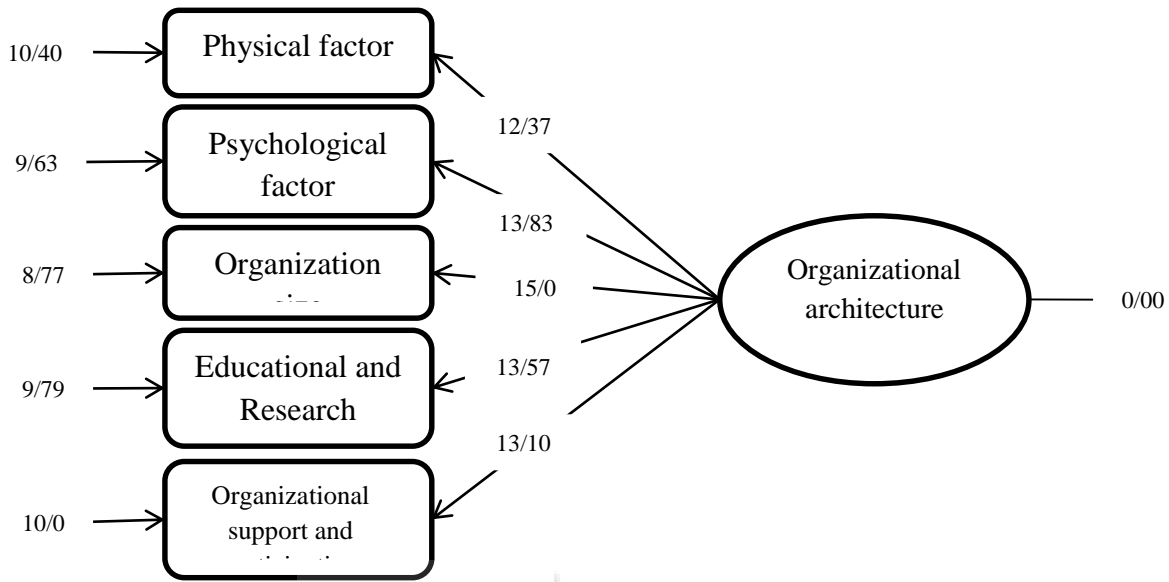 10/40
Physical factor
12/37
9/63
Psychological
factor
13/83
8/77
Organization
15/0
Organizational
architecture
0/00
9/79
Educational and
Research
13/57
13/10
10/0
Organizational
support and